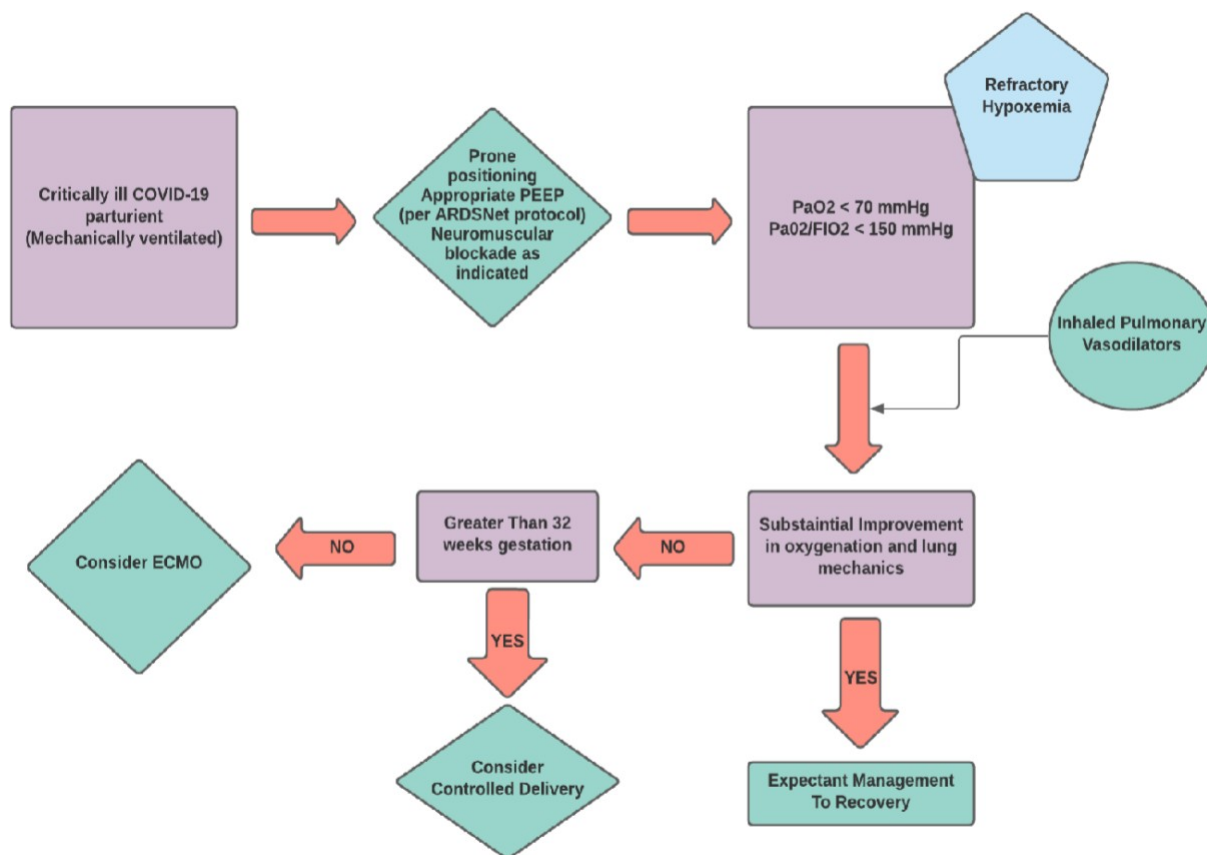 Critically ill COVID-19
parturient
(Mechanically ventilated)
Prone
positioning
Appropriate PEEP
(per ARDSNet protocol)
Neuromuscular
blockade as
indicated
Refractory
Hypoxemia
PaO2 < 70 mmHg
Pa02/FIO2 < 150 mmHg
Inhaled Pulmonary
Vasodilators
Substaintial Improvement
in oxygenation and lung
mechanics
NO
Greater Than 32
weeks gestation
NO
Consider ECMO
YES
Consider
Controlled Delivery
YES
Expectant Management
To Recovery